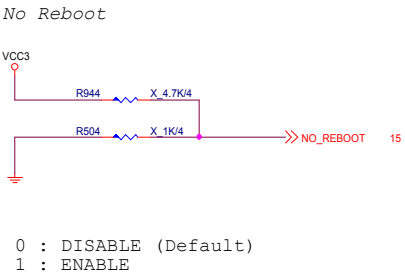 No Reboot
VCC3
R944 X_4.7K/4
R504 X_1K/4
NO_REBOOT 15
0 : DISABLE (Default)
1 : ENABLE